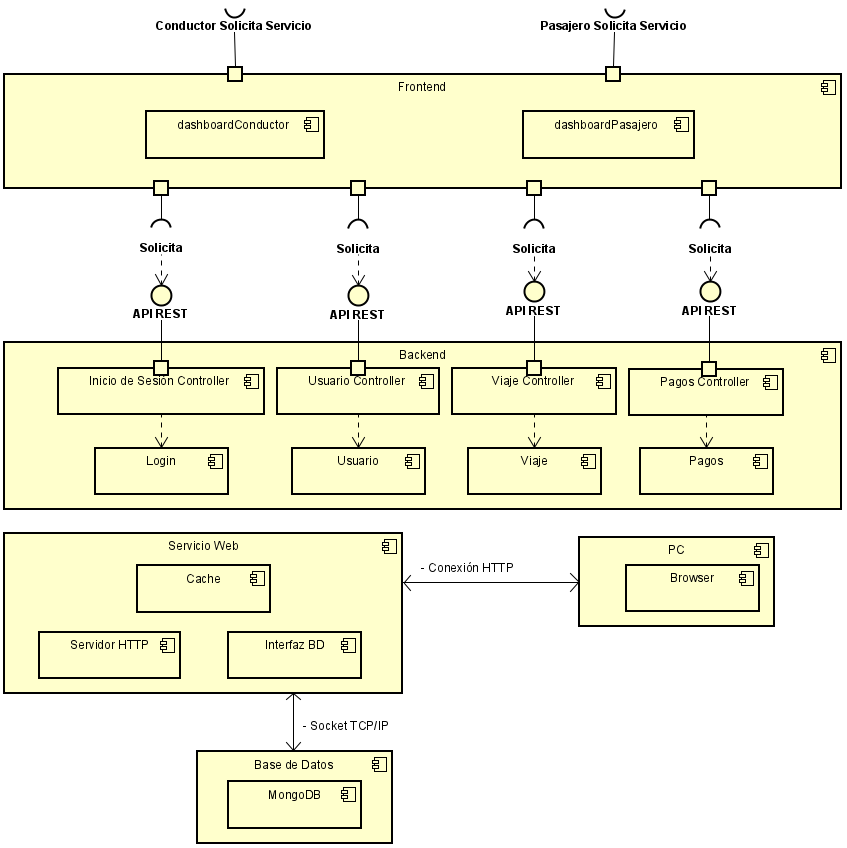 Conductor Solicita Servicio
Pasajero Solicita Servicio
Frontend
dashboardConductor
dashboardPasajero
Solicita
Solicita
Solicita
Solicita
API REST
API REST
API REST
API REST
Backend
Inicio de Sesión Controller
Usuario Controller
Viaje Controller
Pagos Controller
Login
Usuario
Viaje
Pagos
Servicio Web
PC
Cache
- Conexión HTTP
Browser
Servidor HTTP
Interfaz BD
- Socket TCP/IP
Base de Datos
MongoDB